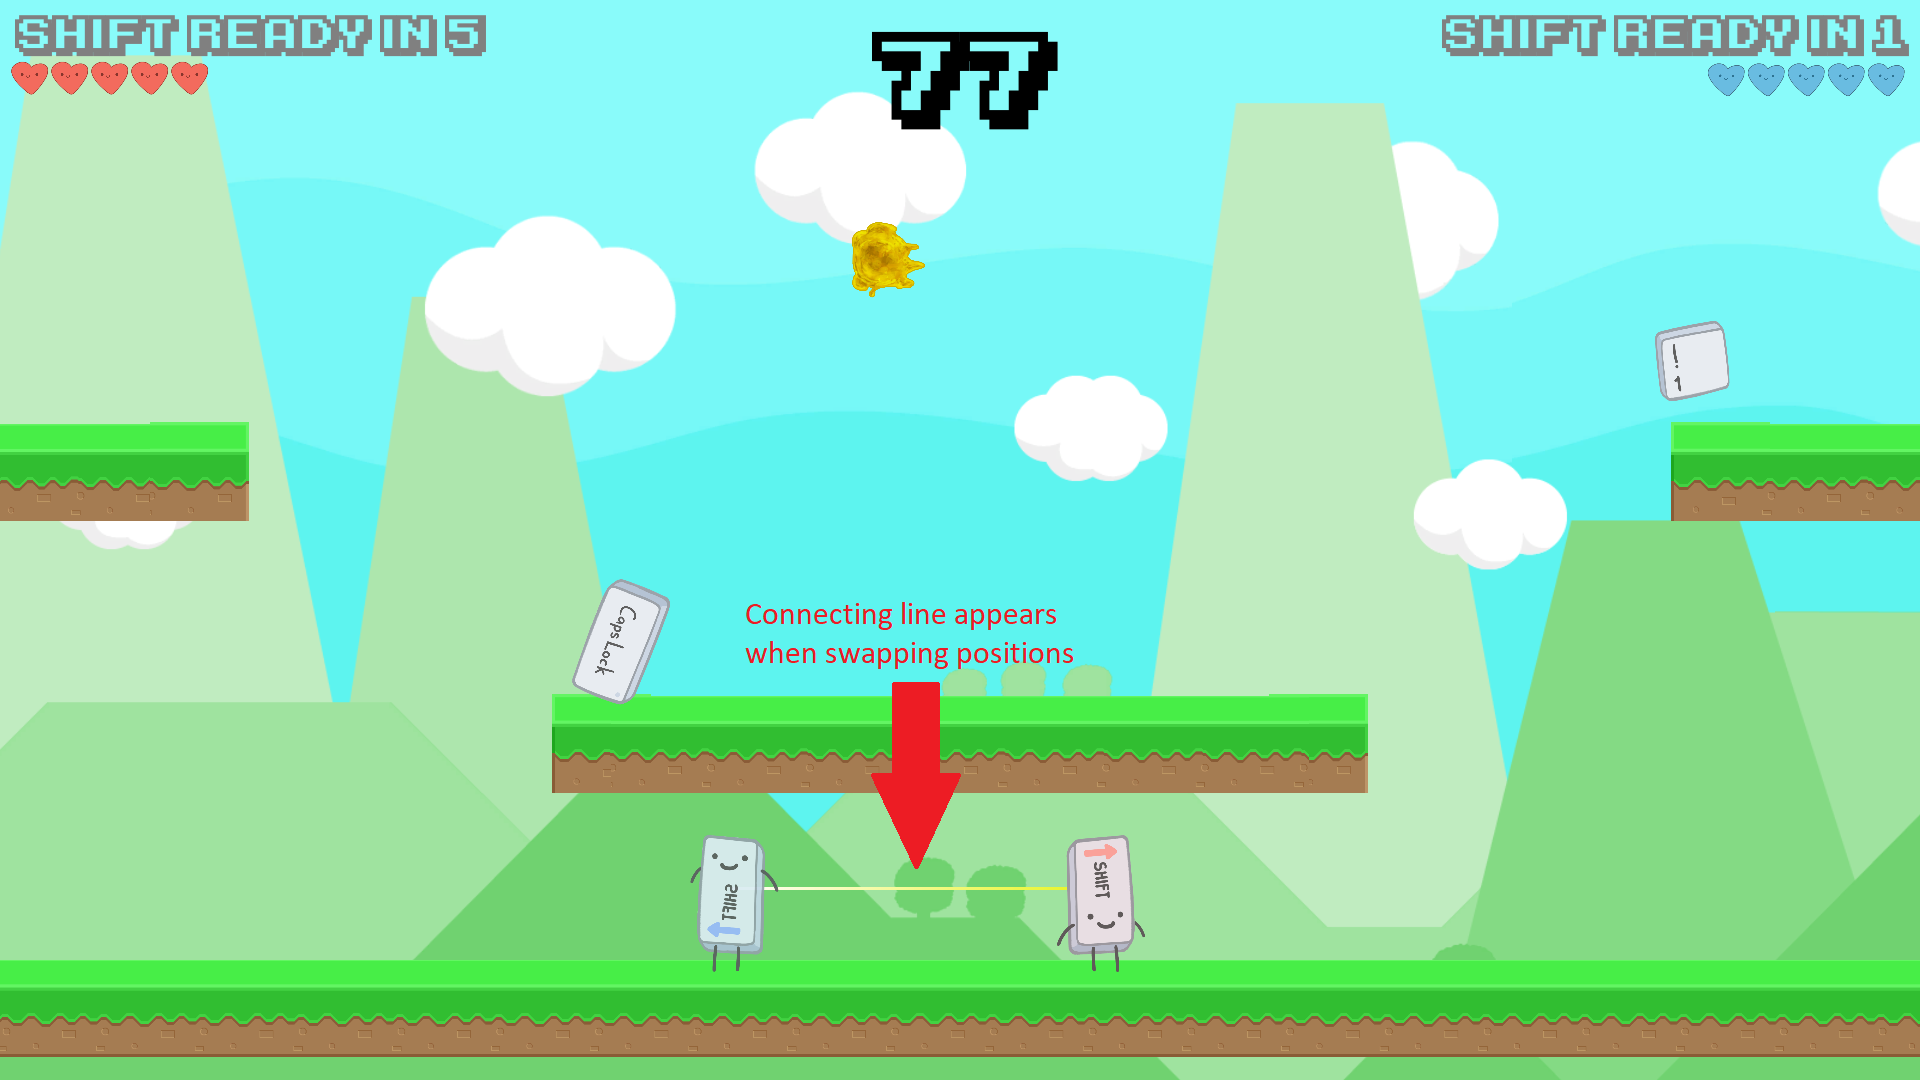 SHIFT READY IN 5
77
SHIFT READY IN 1
!
1
Caps Lock
Connecting line appears
when swapping positions
SHIFT
SHIFT